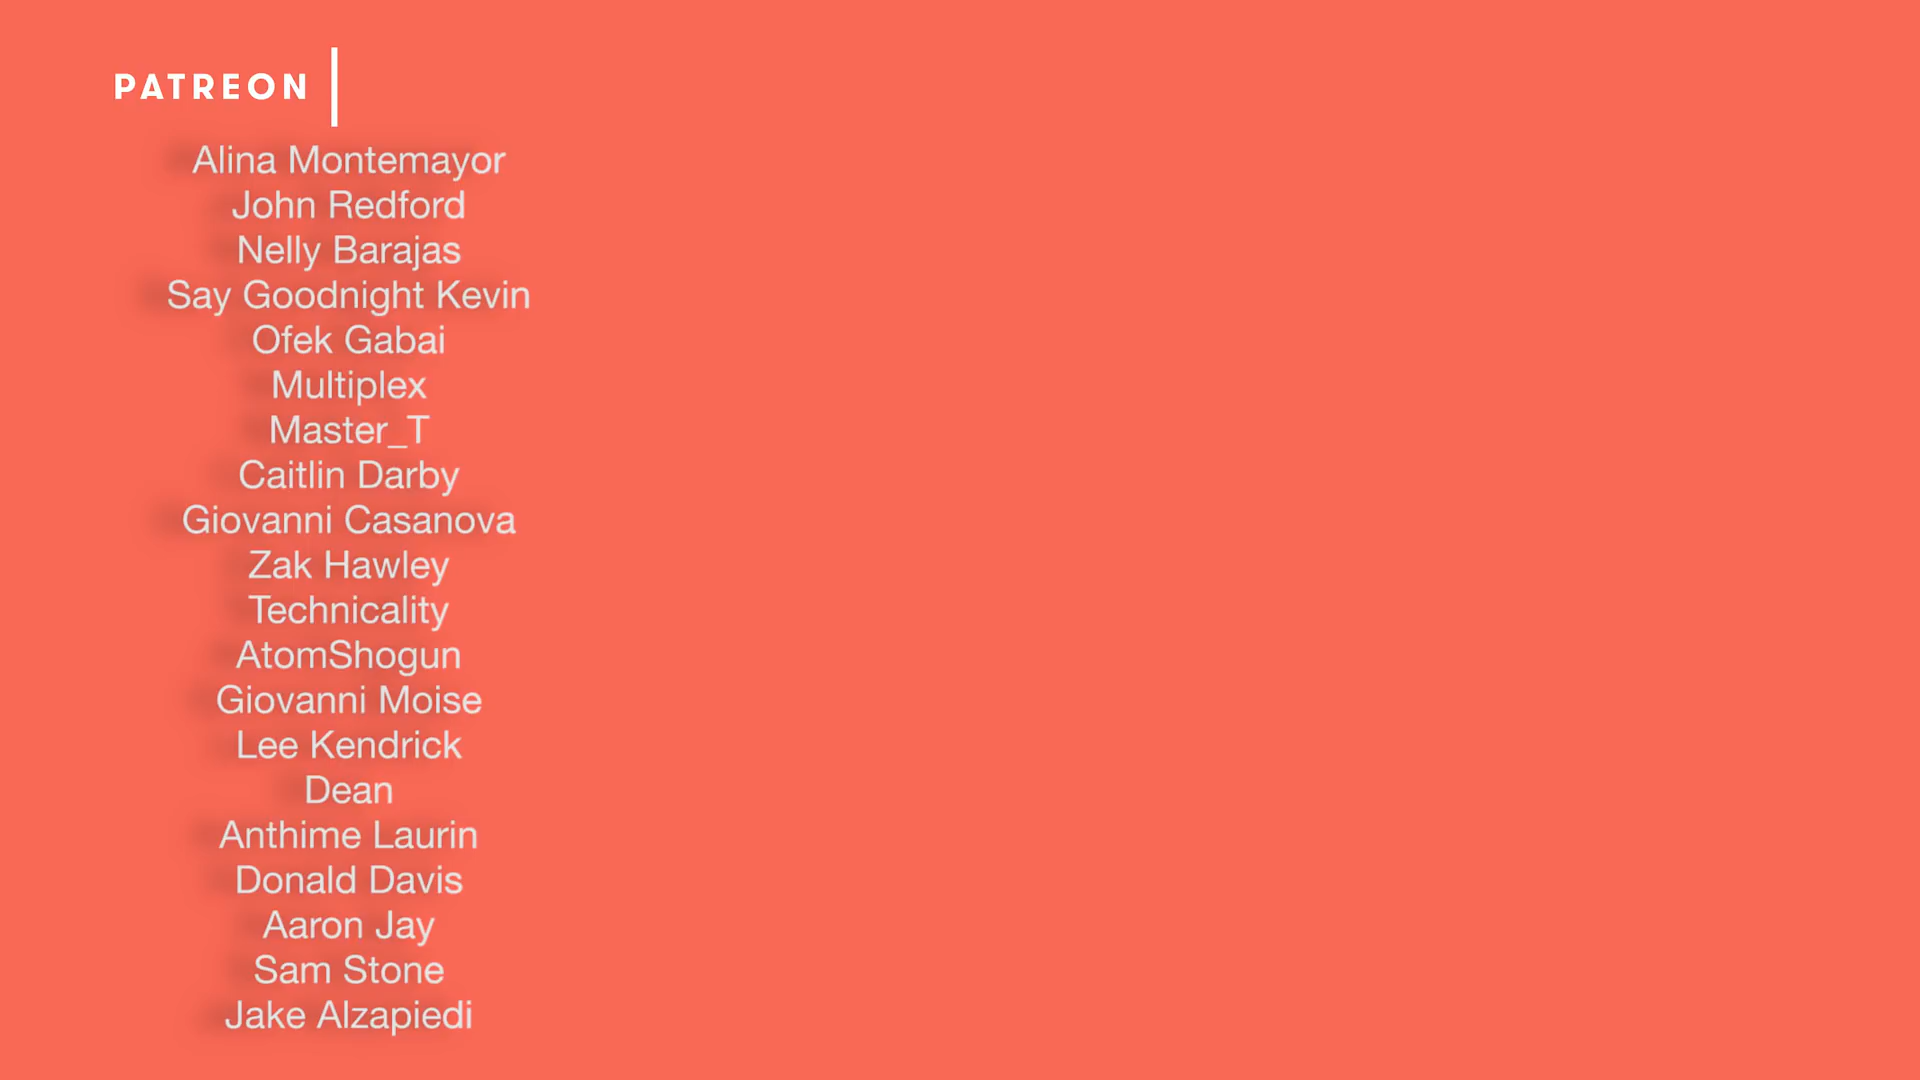 PATREON
Alina Montemayor
John Redford
Nelly Barajas
Say Goodnight Kevin
Ofek Gabai
Multiplex
Master_T
Caitlin Darby
Giovanni Casanova
Zak Hawley
Technicality
AtomShogun
Giovanni Moise
Lee Kendrick
Dean
Anthime Laurin
Donald Davis
Aaron Jay
Sam Stone
Jake Alzapiedi